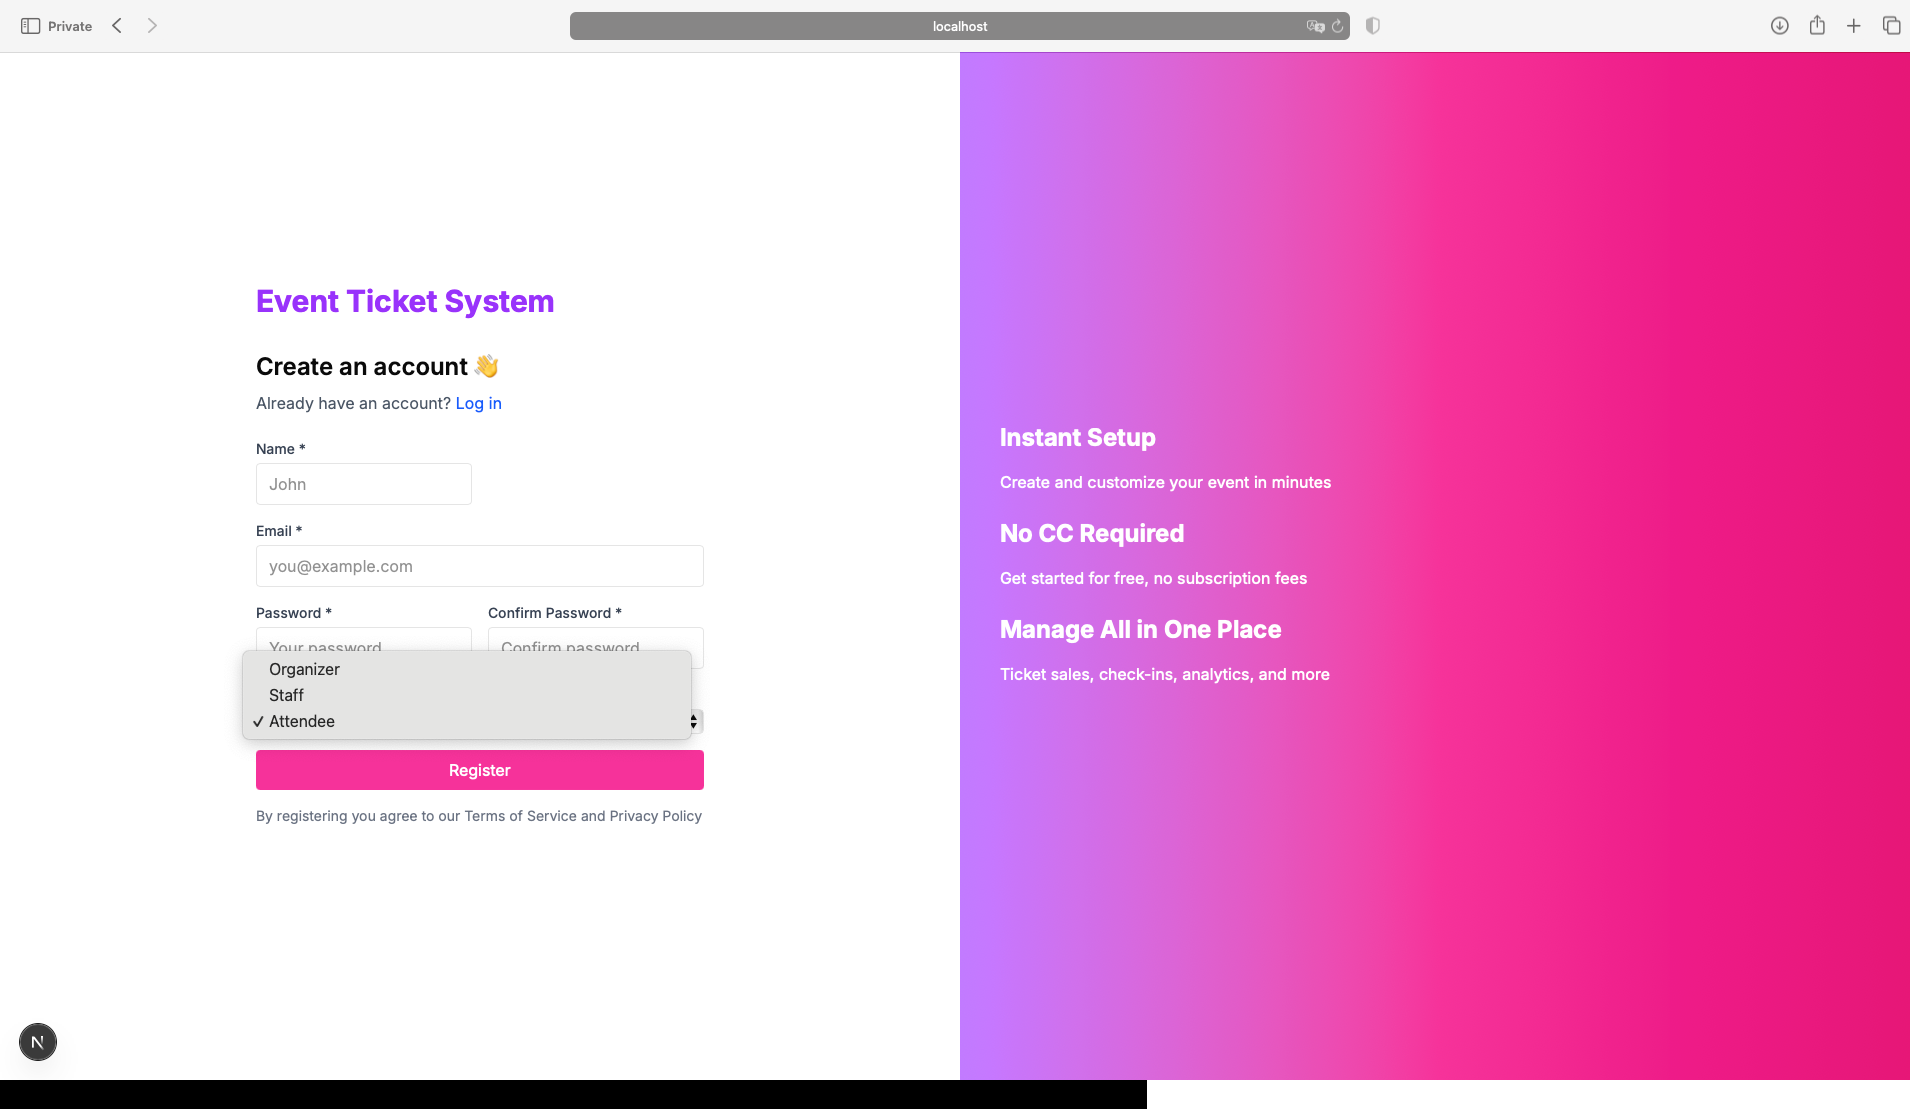 Private
localhost
Event Ticket System
Create an account 👋
Already have an account? Log in
Name *
John
Email *
you@example.com
Password * Confirm Password *
Your password Confirm password
Organizer
Staff
✓ Attendee
Register
By registering you agree to our Terms of Service and Privacy Policy
Instant Setup
Create and customize your event in minutes
No CC Required
Get started for free, no subscription fees
Manage All in One Place
Ticket sales, check-ins, analytics, and more
N